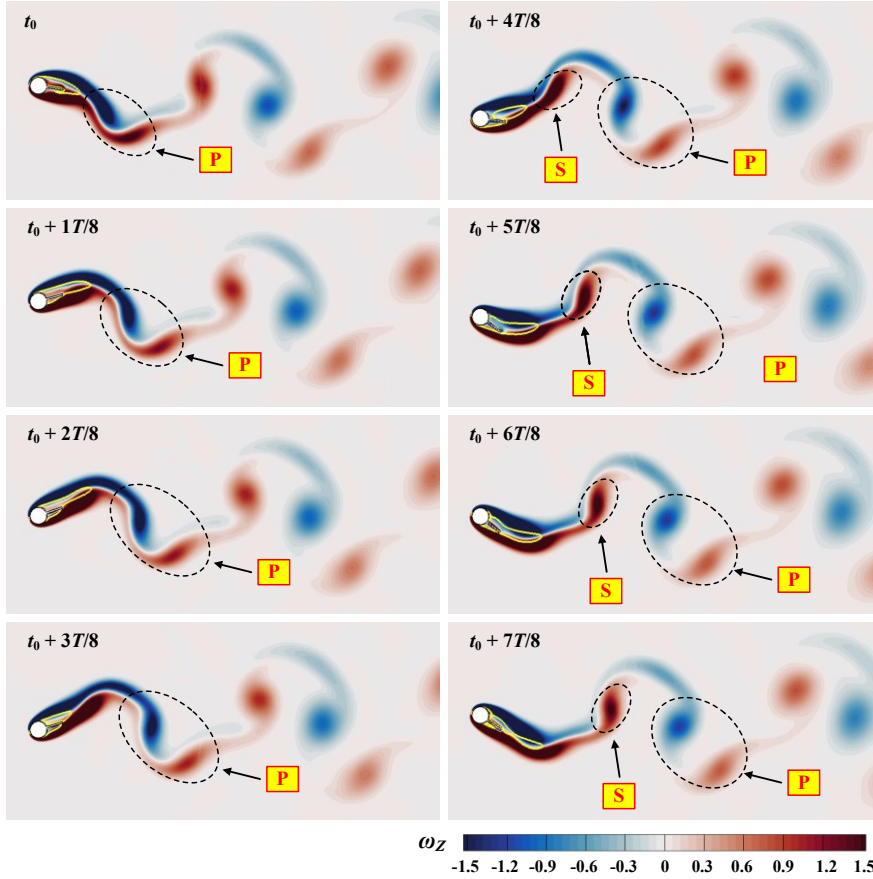 t0
P
t0 + 1T/8
P
t0 + 2T/8
P
t0 + 3T/8
P
t0 + 4T/8
S
P
t0 + 5T/8
S
P
t0 + 6T/8
S
P
t0 + 7T/8
S
P
ωZ
-1.5 -1.2 -0.9 -0.6 -0.3 0 0.3 0.6 0.9 1.2 1.5